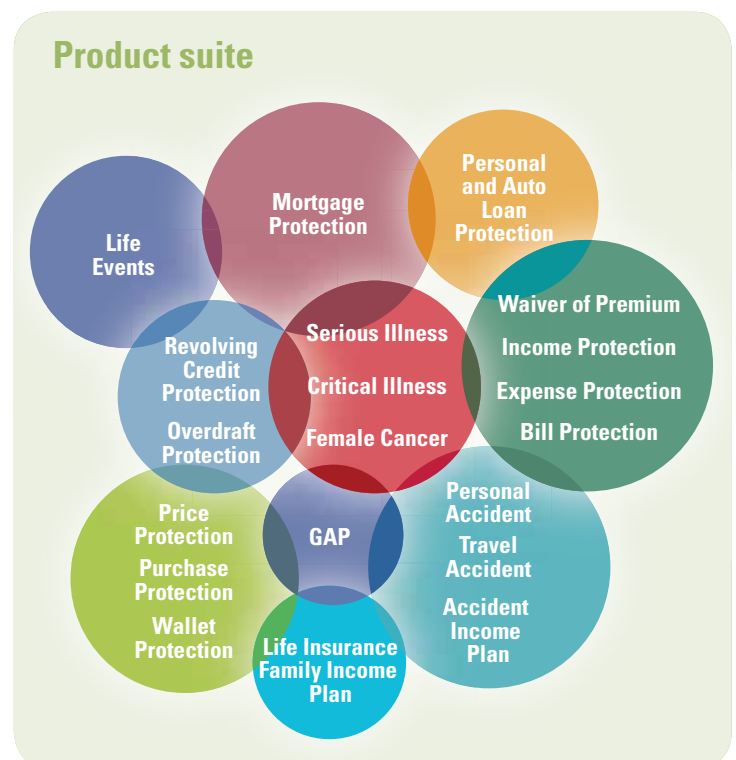 Product suite
Life
Events
Mortgage
Protection
Personal
and Auto
Loan
Protection
Revolving
Credit
Protection
Overdraft
Protection
Serious Illness
Critical Illness
Female Cancer
Waiver of Premium
Income Protection
Expense Protection
Bill Protection
Price
Protection
Purchase
Protection
Wallet
Protection
GAP
Personal
Accident
Travel
Accident
Accident
Income
Plan
Life Insurance
Family Income
Plan